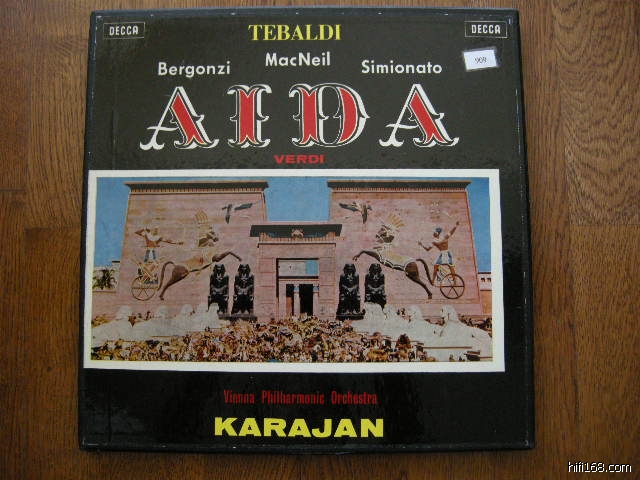 DECCA
TEBALDI
DECCA
Bergonzi MacNeil Simionato
909
AIDA
VERDI
Vienna Philharmonic Orchestra
KARAJAN
hifi168.com